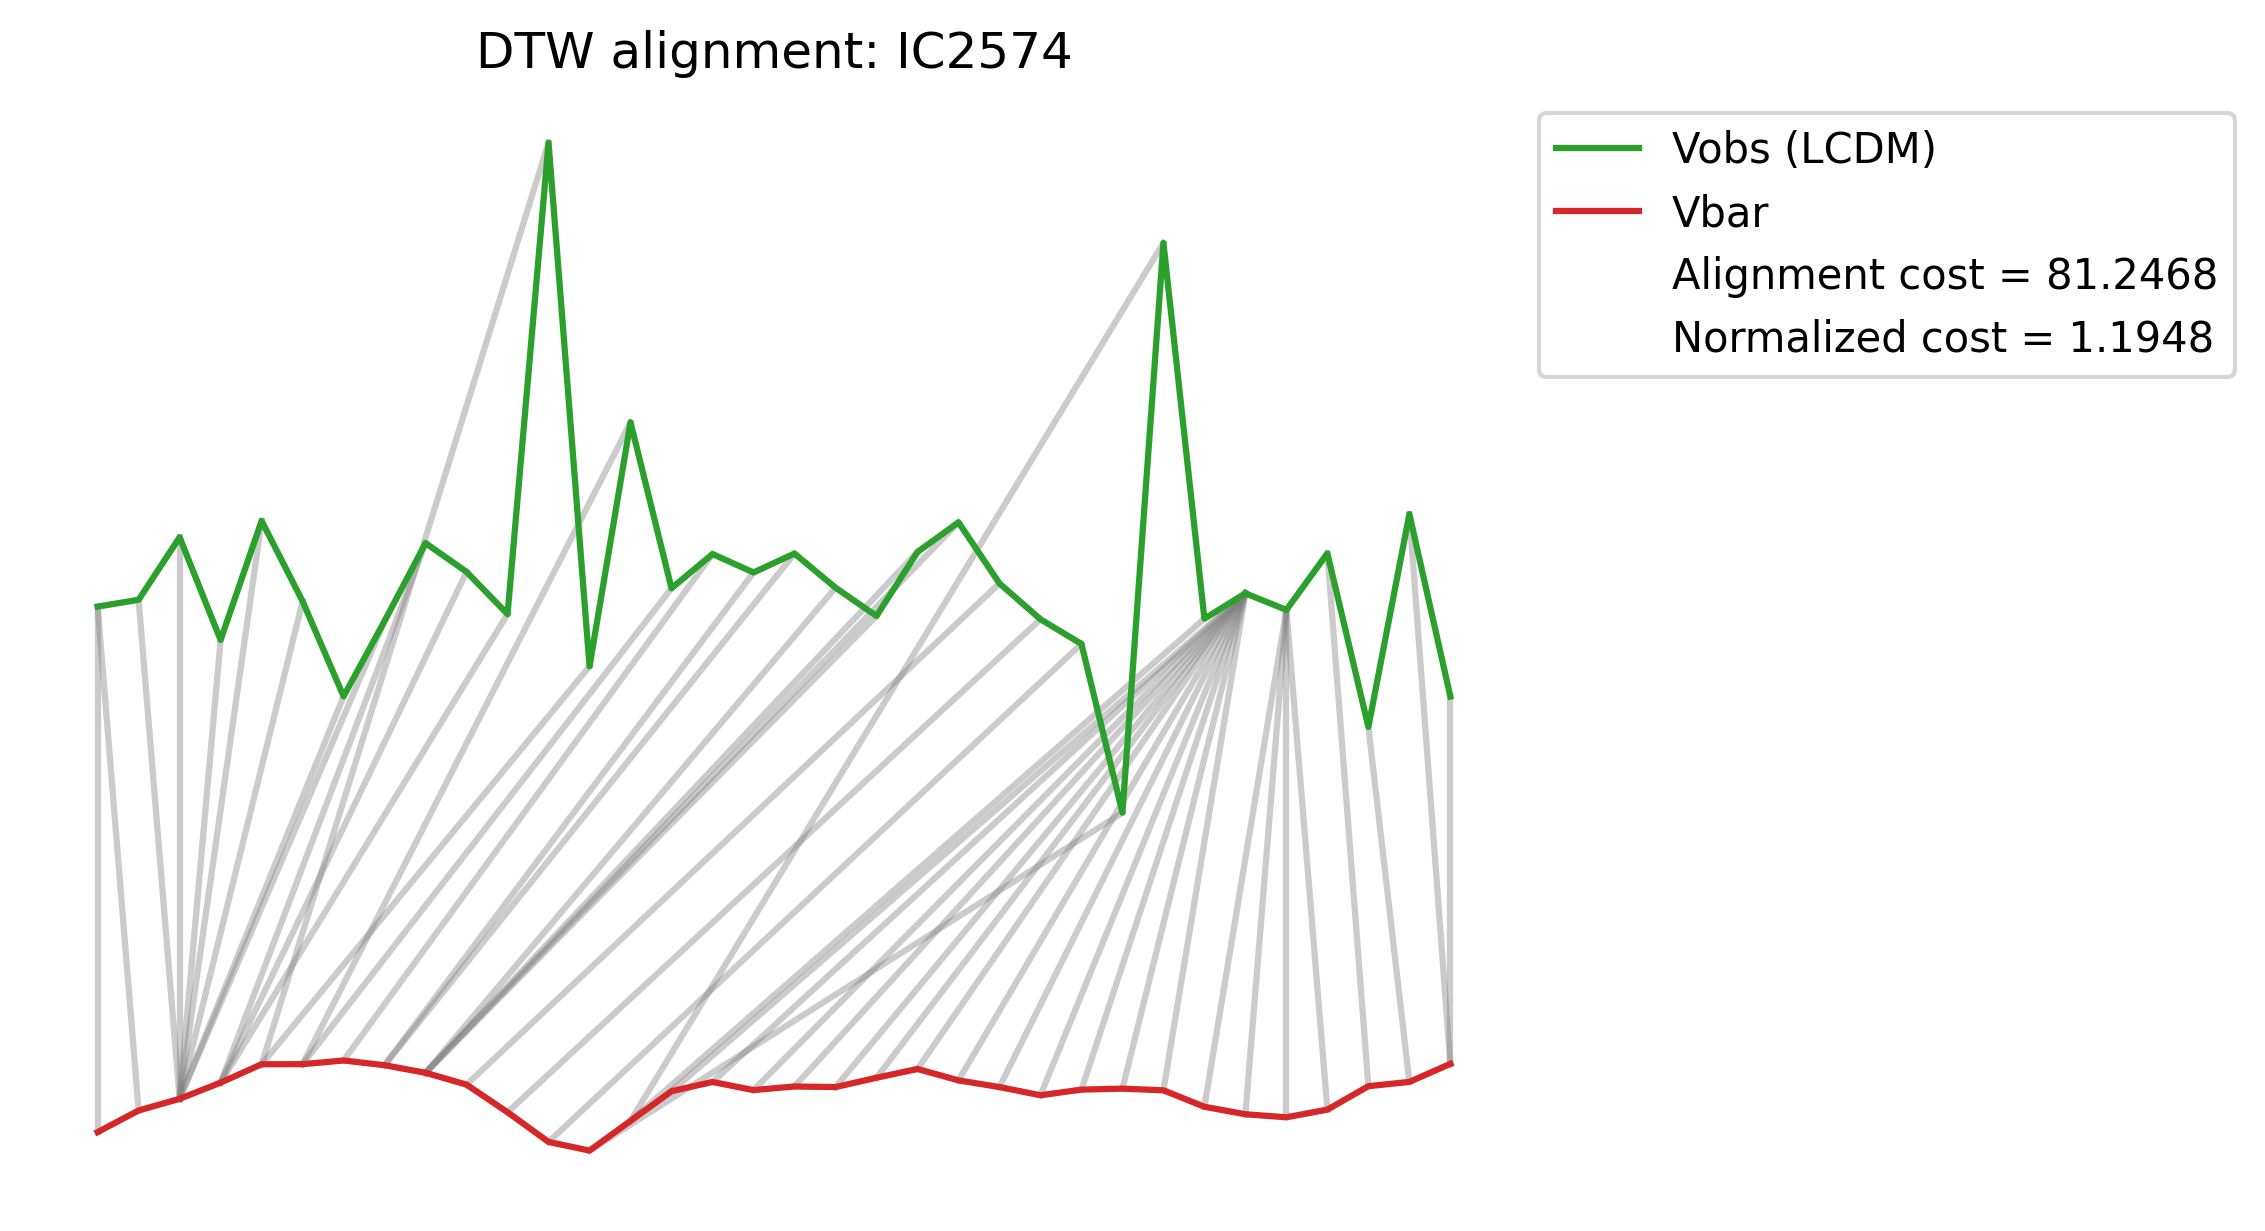 DTW alignment: IC2574
Vobs (LCDM)
Vbar
Alignment cost = 81.2468
Normalized cost = 1.1948